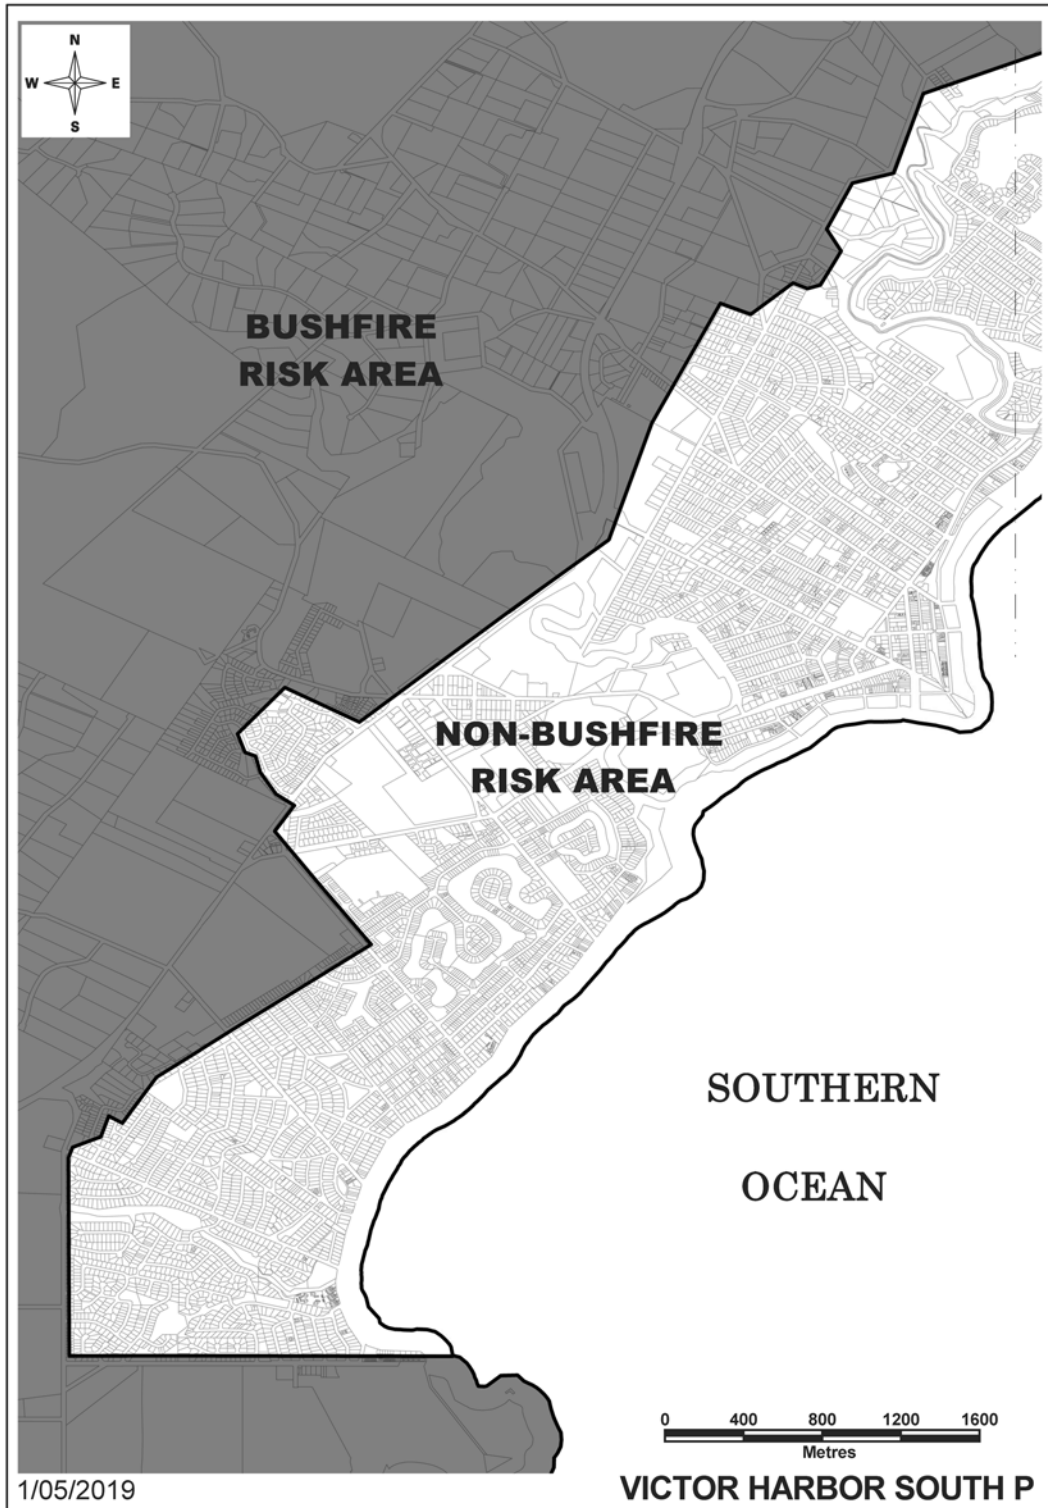 N
W E
S
BUSHFIRE
RISK AREA
NON-BUSHFIRE
RISK AREA
SOUTHERN
OCEAN
0 400 800 1200 1600
Metres
1/05/2019
VICTOR HARBOR SOUTH P